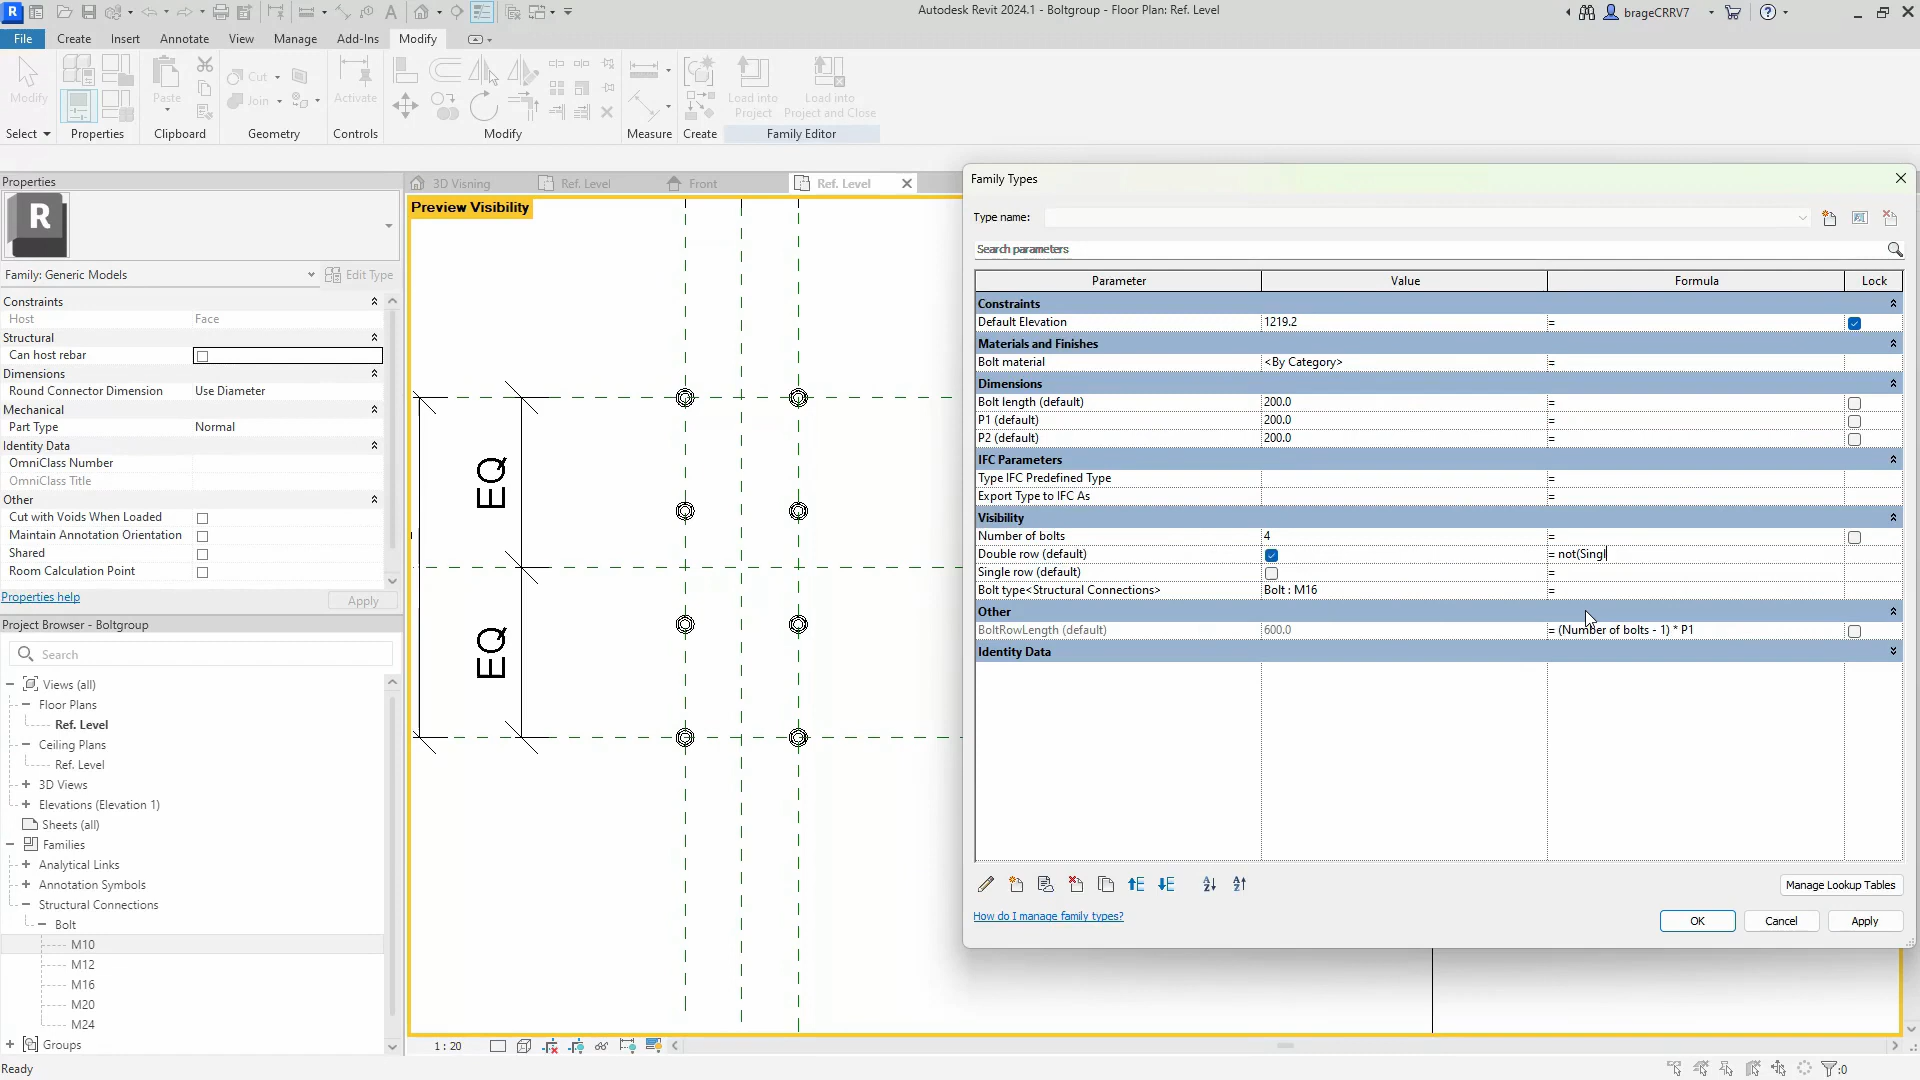 Autodesk Revit 2024.1 - Boltgroup - Floor Plan: Ref. Level
brageCRRV7
File
Create
Insert
Annotate
View
Manage
Add-Ins
Modify
Modify
Paste
Cut
Join
Activate
Load into
Project
Load into
Project and Close
Select
Properties
Clipboard
Geometry
Controls
Modify
Measure
Create
Family Editor
Properties
R
Family: Generic Models
Edit Type
Constraints
Host Face
Structural
Can host rebar
Dimensions
Round Connector Dimension Use Diameter
Mechanical
Part Type Normal
Identity Data
OmniClass Number
OmniClass Title
Other
Cut with Voids When Loaded
Maintain Annotation Orientation
Shared
Room Calculation Point
Properties help
Apply
Project Browser - Boltgroup
Search
Views (all)
Floor Plans
Ref. Level
Ceiling Plans
Ref. Level
3D Views
Elevations (Elevation 1)
Sheets (all)
Families
Analytical Links
Annotation Symbols
Structural Connections
Bolt
M10
M12
M16
M20
M24
Groups
Ready
3D Visning
Ref. Level
Front
Ref. Level
Preview Visibility
EQ
EQ
1 : 20
Family Types
Type name:
Search parameters
Parameter Value Formula Lock
Constraints
Default Elevation 1219.2 =
Materials and Finishes
Bolt material <By Category> =
Dimensions
Bolt length (default) 200.0 =
P1 (default) 200.0 =
P2 (default) 200.0 =
IFC Parameters
Type IFC Predefined Type =
Export Type to IFC As =
Visibility
Number of bolts 4 =
Double row (default) = not(Singl
Single row (default) =
Bolt type<Structural Connections> Bolt : M16 =
Other
BoltRowLength (default) 600.0 = (Number of bolts - 1) * P1
Identity Data
Manage Lookup Tables
How do I manage family types?
OK
Cancel
Apply
:0